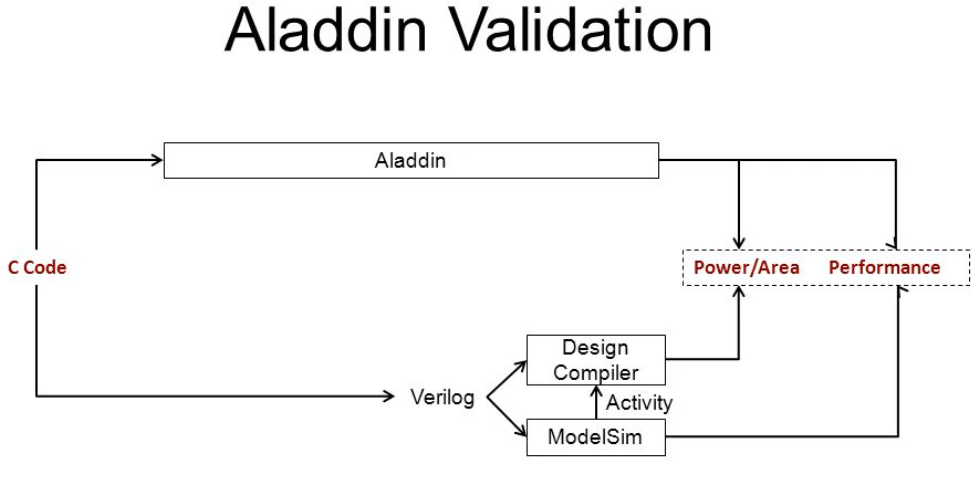 Aladdin Validation
Aladdin
C Code
Power/Area Performance
Design
Compiler
Verilog
Activity
ModelSim